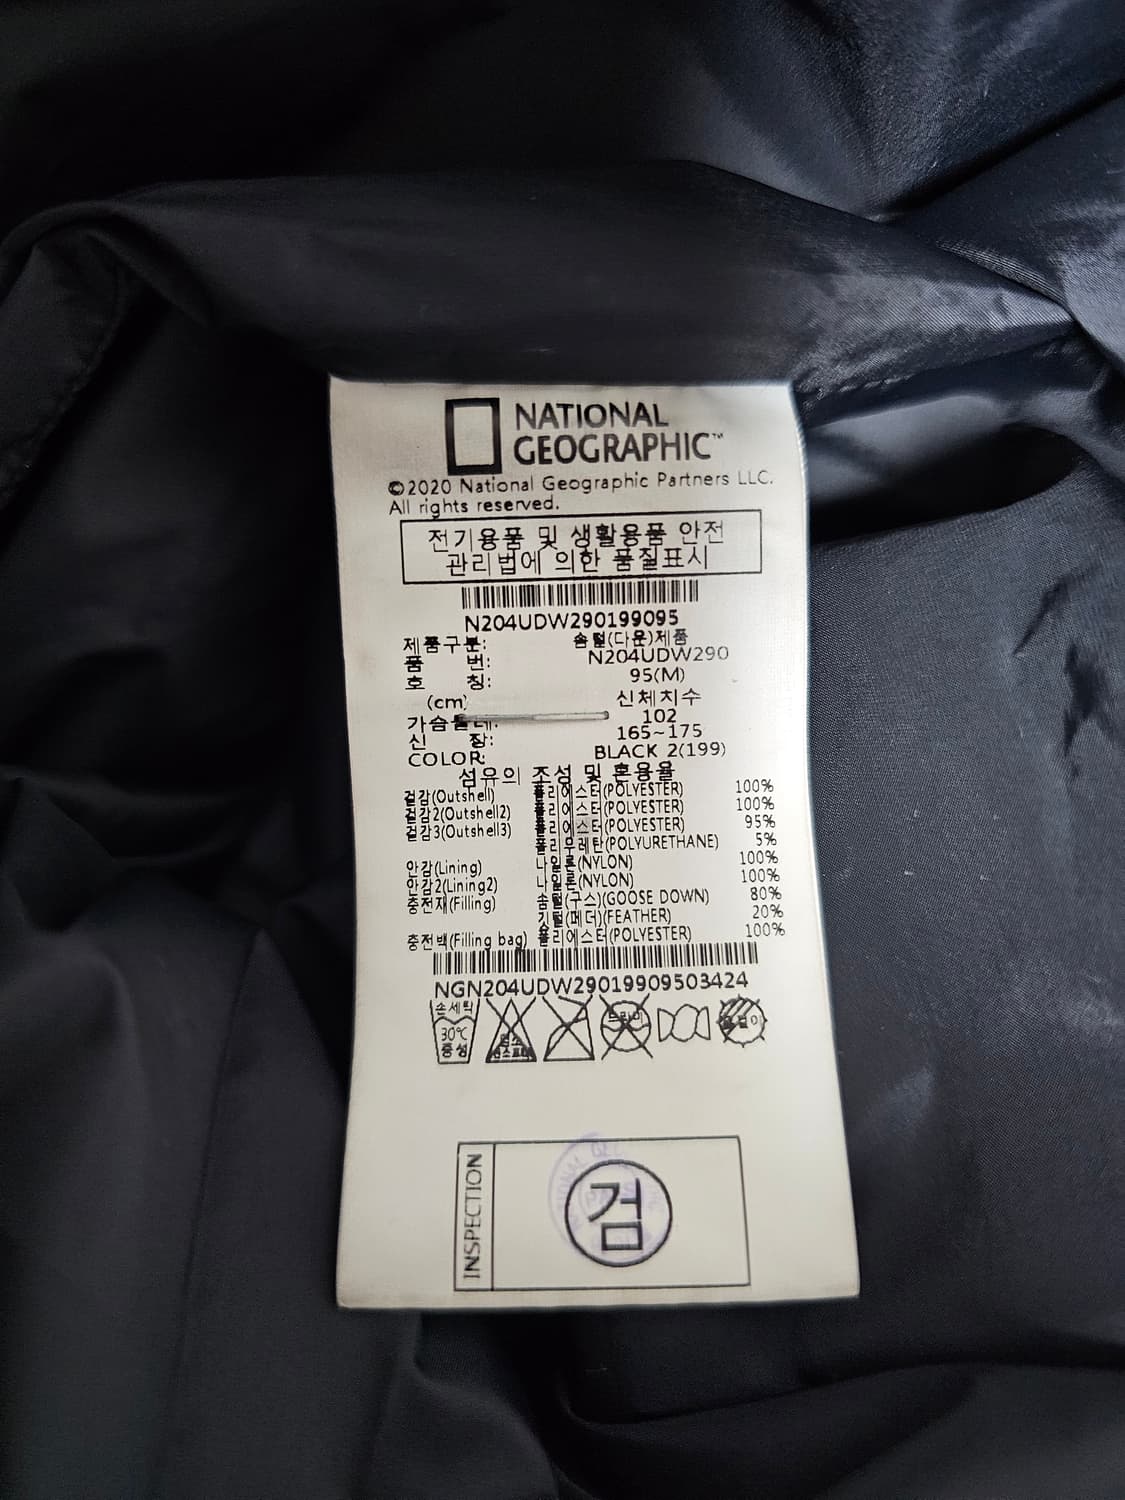 NATIONAL
GEOGRAPHIC™
©2020 National Geographic Partners LLC.
All rights reserved.
전기용품 및 생활용품 안전
관리법에 의한 품질표시
N204UDW290199095
제품구분: 솜털(다운)제품
품 번: N204UDW290
호 칭: 95(M)
(cm) 신체치수
가슴둘레: 102
신 장: 165~175
COLOR: BLACK 2(199)
섬유의 조성 및 혼용율
겉감(Outshell) 폴리에스터(POLYESTER) 100%
겉감2(Outshell2) 폴리에스터(POLYESTER) 100%
겉감3(Outshell3) 폴리에스터(POLYESTER) 95%
폴리우레탄(POLYURETHANE) 5%
안감(Lining) 나일론(NYLON) 100%
안감2(Lining2) 나일론(NYLON) 100%
충전재(Filling) 솜털(구스)(GOOSE DOWN) 80%
깃털(페더)(FEATHER) 20%
충전백(Filling bag) 폴리에스터(POLYESTER) 100%
NGN204UDW29019909503424
손세탁
30℃
중성
드라이
INSPECTION
검